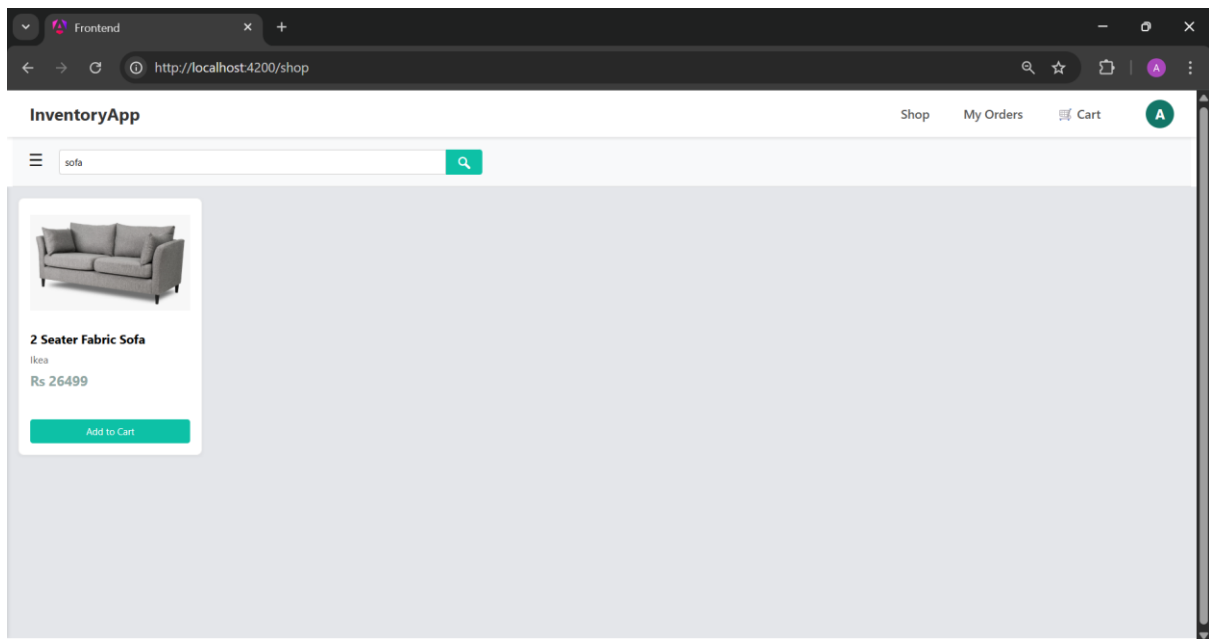 Frontend
http://localhost:4200/shop
A
InventoryApp
Shop My Orders Cart A
sofa
2 Seater Fabric Sofa
Ikea
Rs 26499
Add to Cart